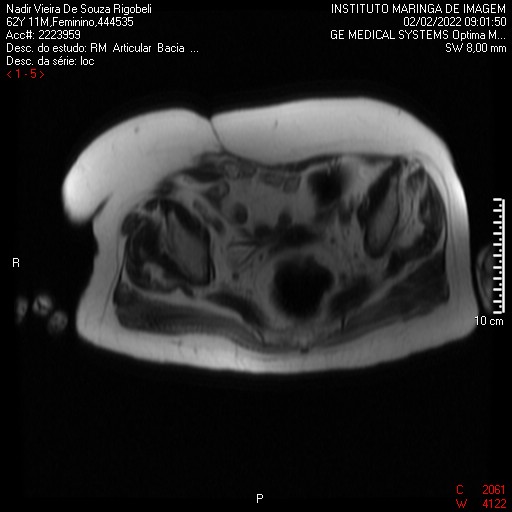 Nadir Vieira De Souza Rigobeli
62Y 11M,Feminino,444535
Acc#: 2223959
Desc. do estudo: RM Articular Bacia ...
Desc. da série: loc
< 1 - 5 >
INSTITUTO MARINGA DE IMAGEM
02/02/2022 09:01:50
GE MEDICAL SYSTEMS Optima M...
SW 8,00 mm
R
10 cm
P
C 2061
W 4122